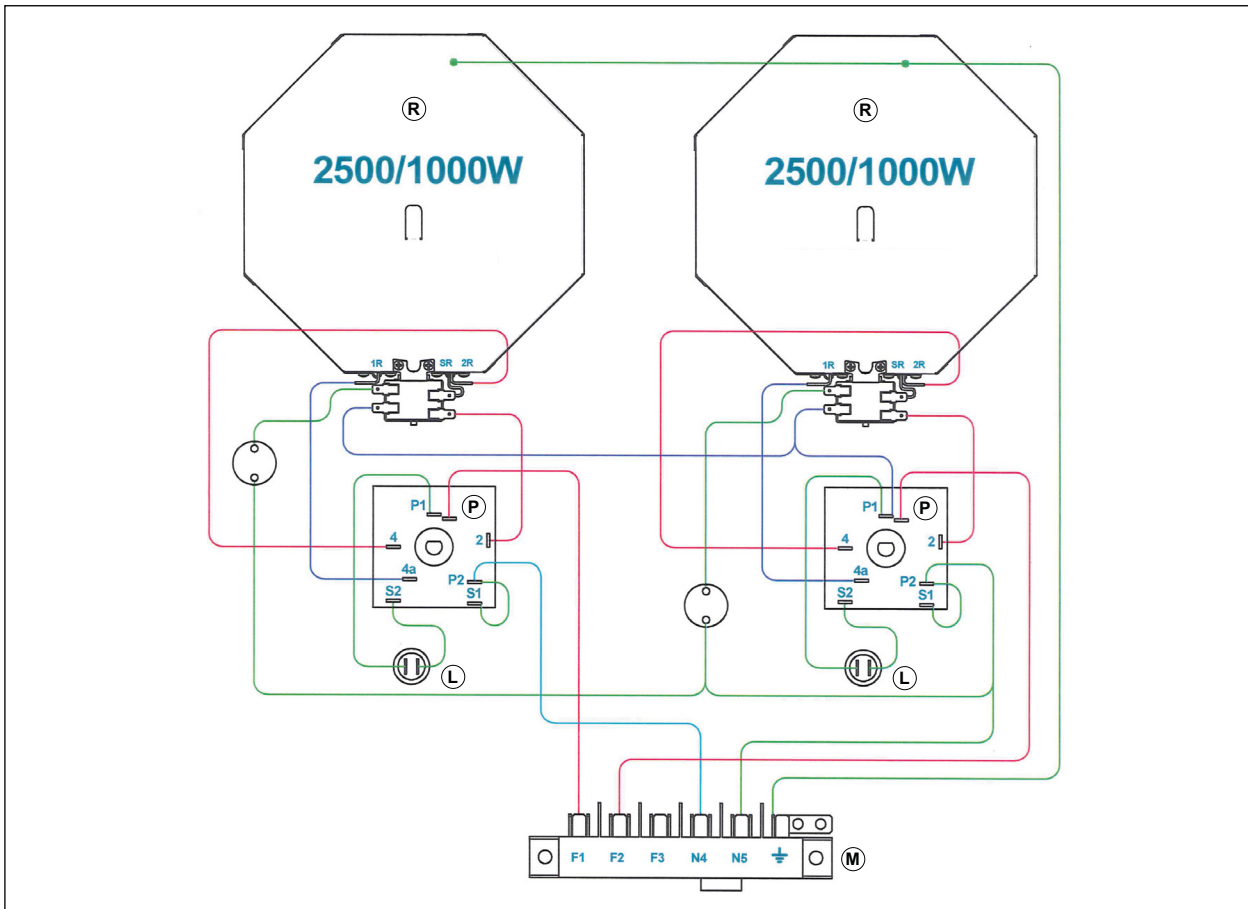 R R
2500/1000W 2500/1000W
1R SR 2R 1R SR 2R
P1 P P1 P
4 2 4 2
4a P2 4a P2
S2 S1 S2 S1
L L
F1 F2 F3 N4 N5 M